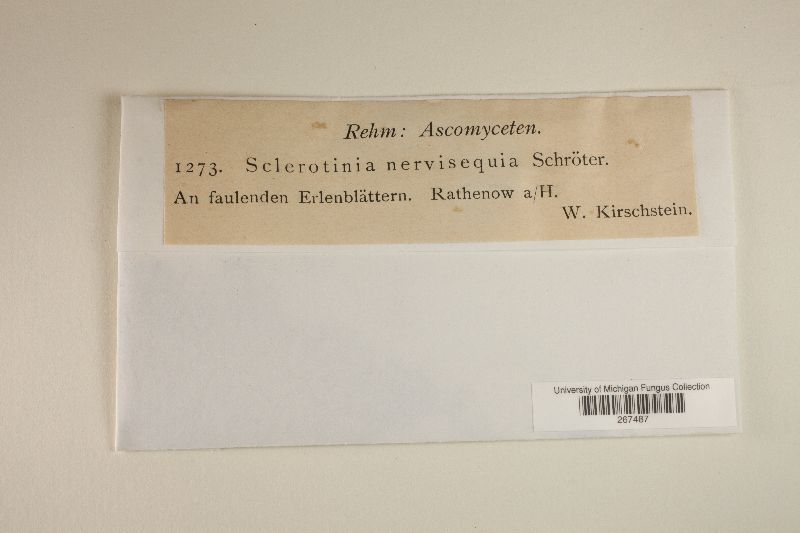 Rehm: Ascomyceten.
1273. Sclerotinia nervisequia Schröter.
An faulenden Erlenblättern. Rathenow a/H.
W. Kirschstein.
University of Michigan Fungus Collection
267487